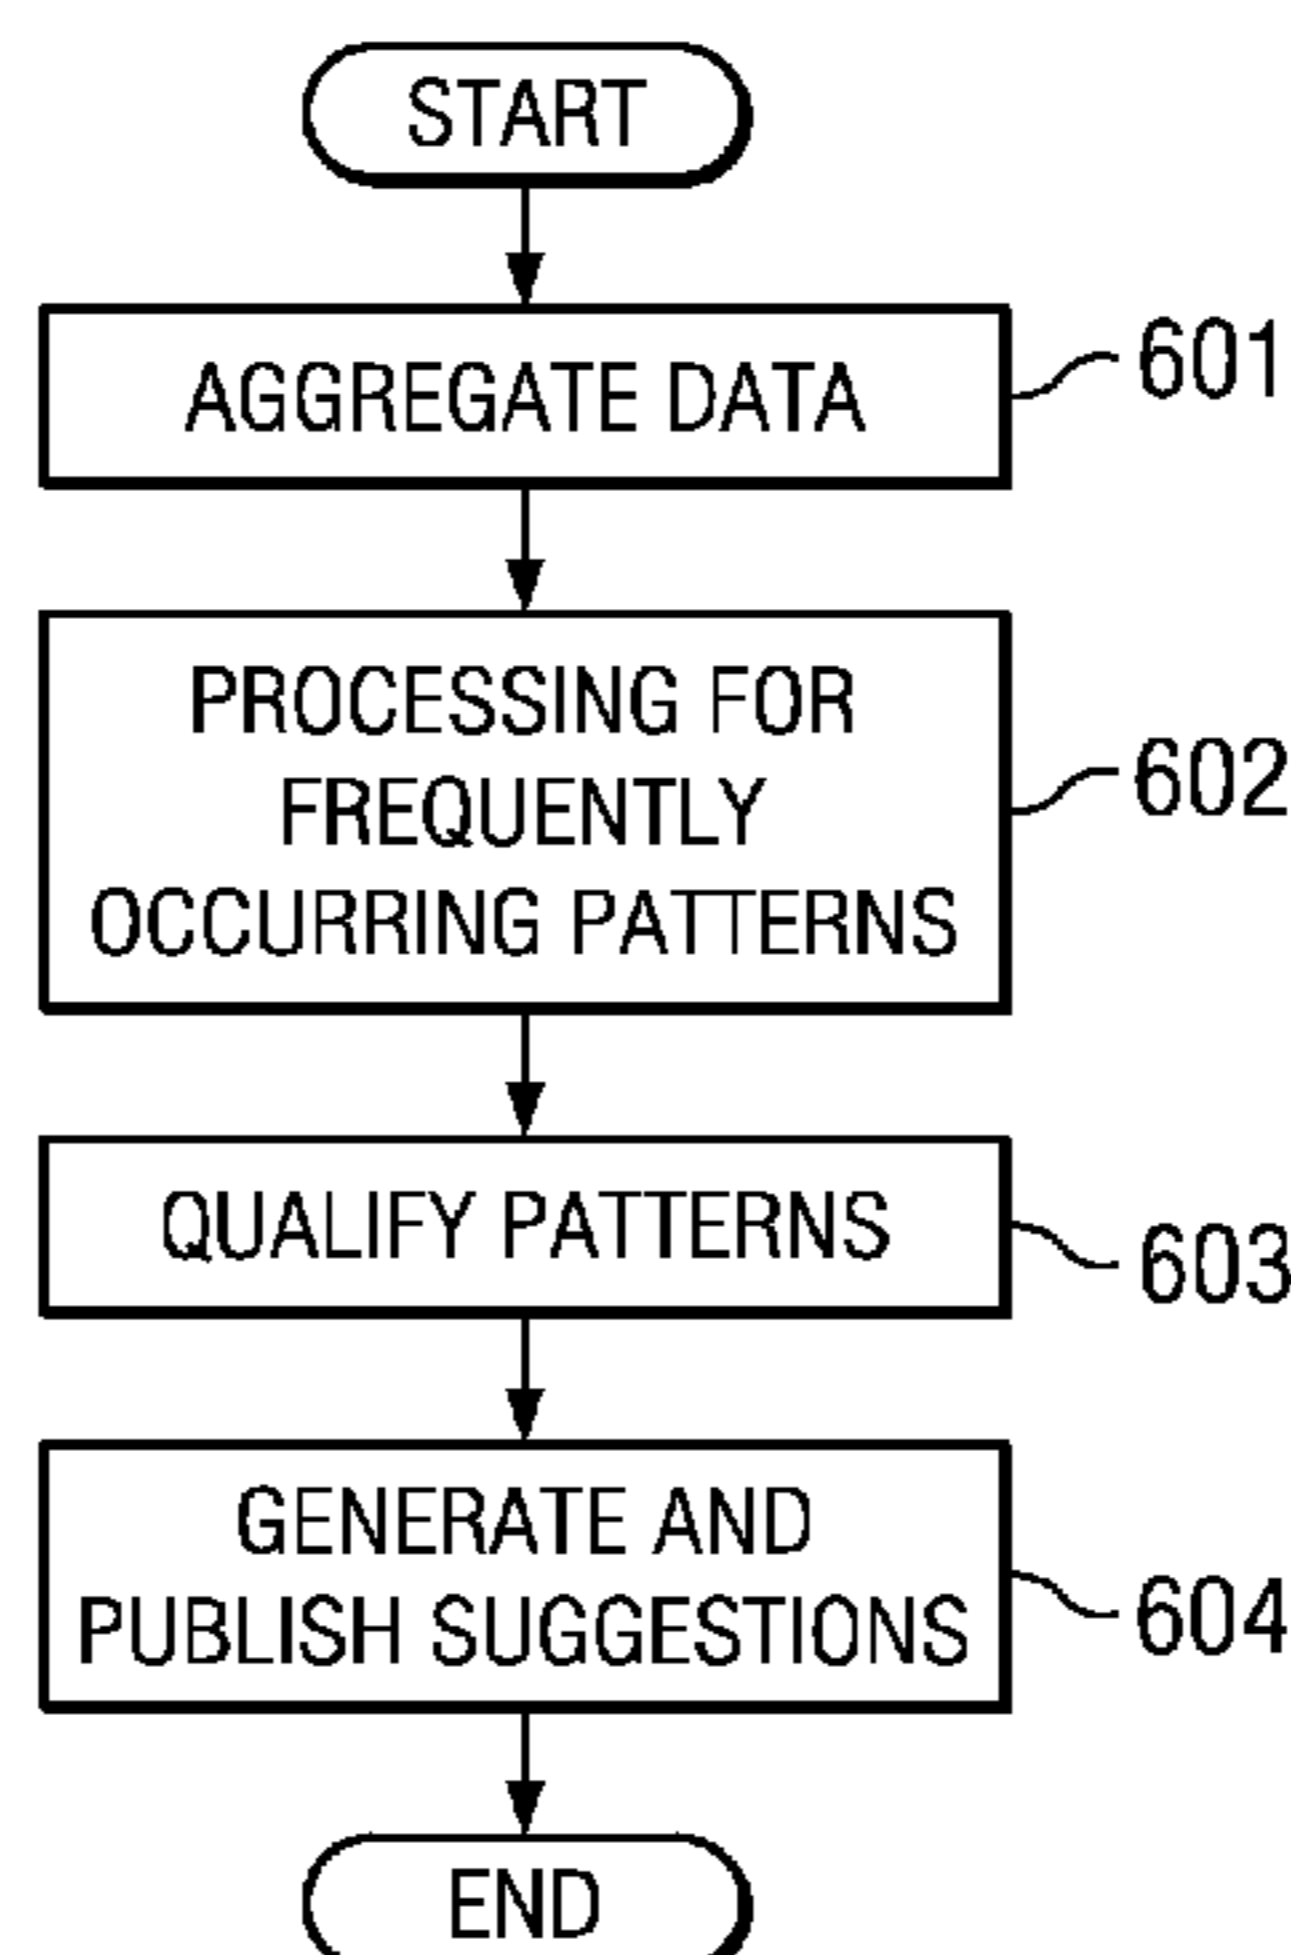 START
AGGREGATE DATA
601
PROCESSING FOR
FREQUENTLY
OCCURRING PATTERNS
602
QUALIFY PATTERNS
603
GENERATE AND
PUBLISH SUGGESTIONS
604
END